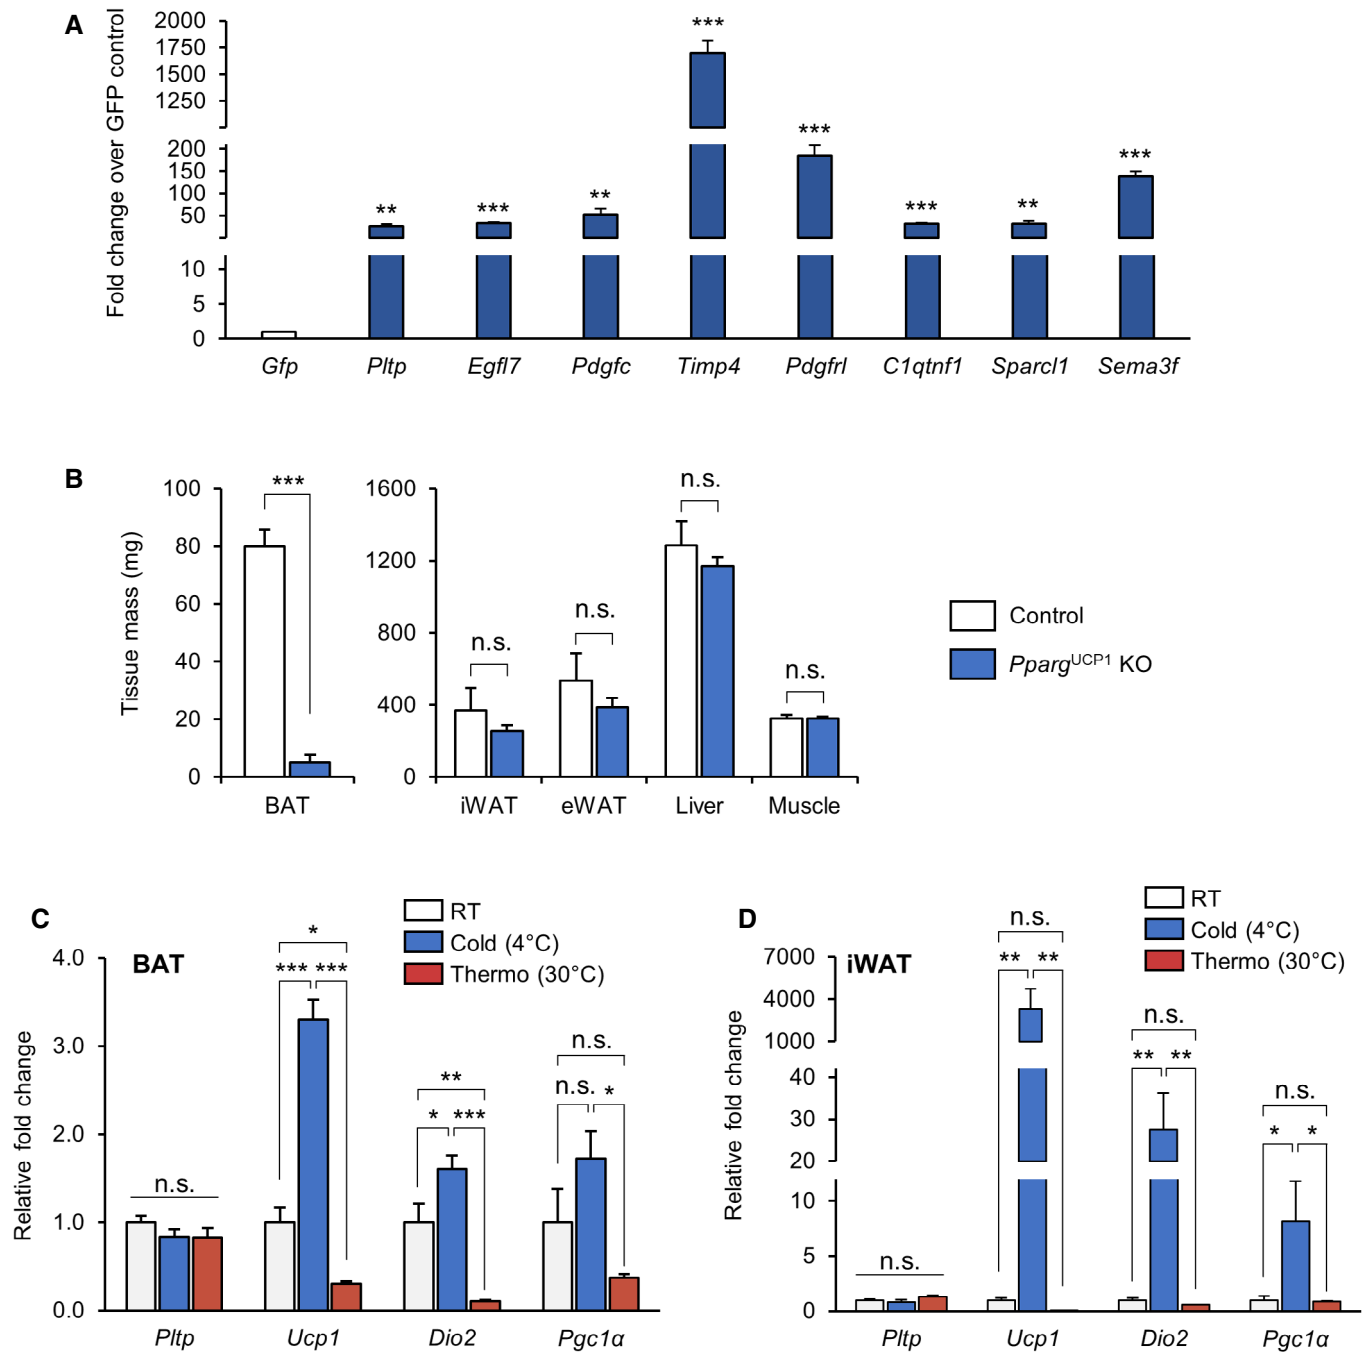 A
Fold change over GFP control
2000
1750
1500
1250
200
150
100
50
10
5
0
**
***
**
***
***
***
**
***
Gfp Pltp Egfl7 Pdgfc Timp4 Pdgfrl C1qtnf1 Sparcl1 Sema3f
B
Tissue mass (mg)
100
80
60
40
20
0
***
BAT
1600
1200
800
400
0
n.s.
n.s.
n.s.
n.s.
iWAT eWAT Liver Muscle
Control
Pparg^UCP1 KO
C
BAT
RT
Cold (4°C)
Thermo (30°C)
Relative fold change
4.0
3.0
2.0
1.0
0.0
n.s.
*
*** ***
**
* ***
n.s.
n.s. *
Pltp Ucp1 Dio2 Pgc1α
D
iWAT
RT
Cold (4°C)
Thermo (30°C)
Relative fold change
7000
4000
1000
40
30
20
10
5
0
n.s.
n.s.
** **
n.s.
** **
n.s.
* *
Pltp Ucp1 Dio2 Pgc1α